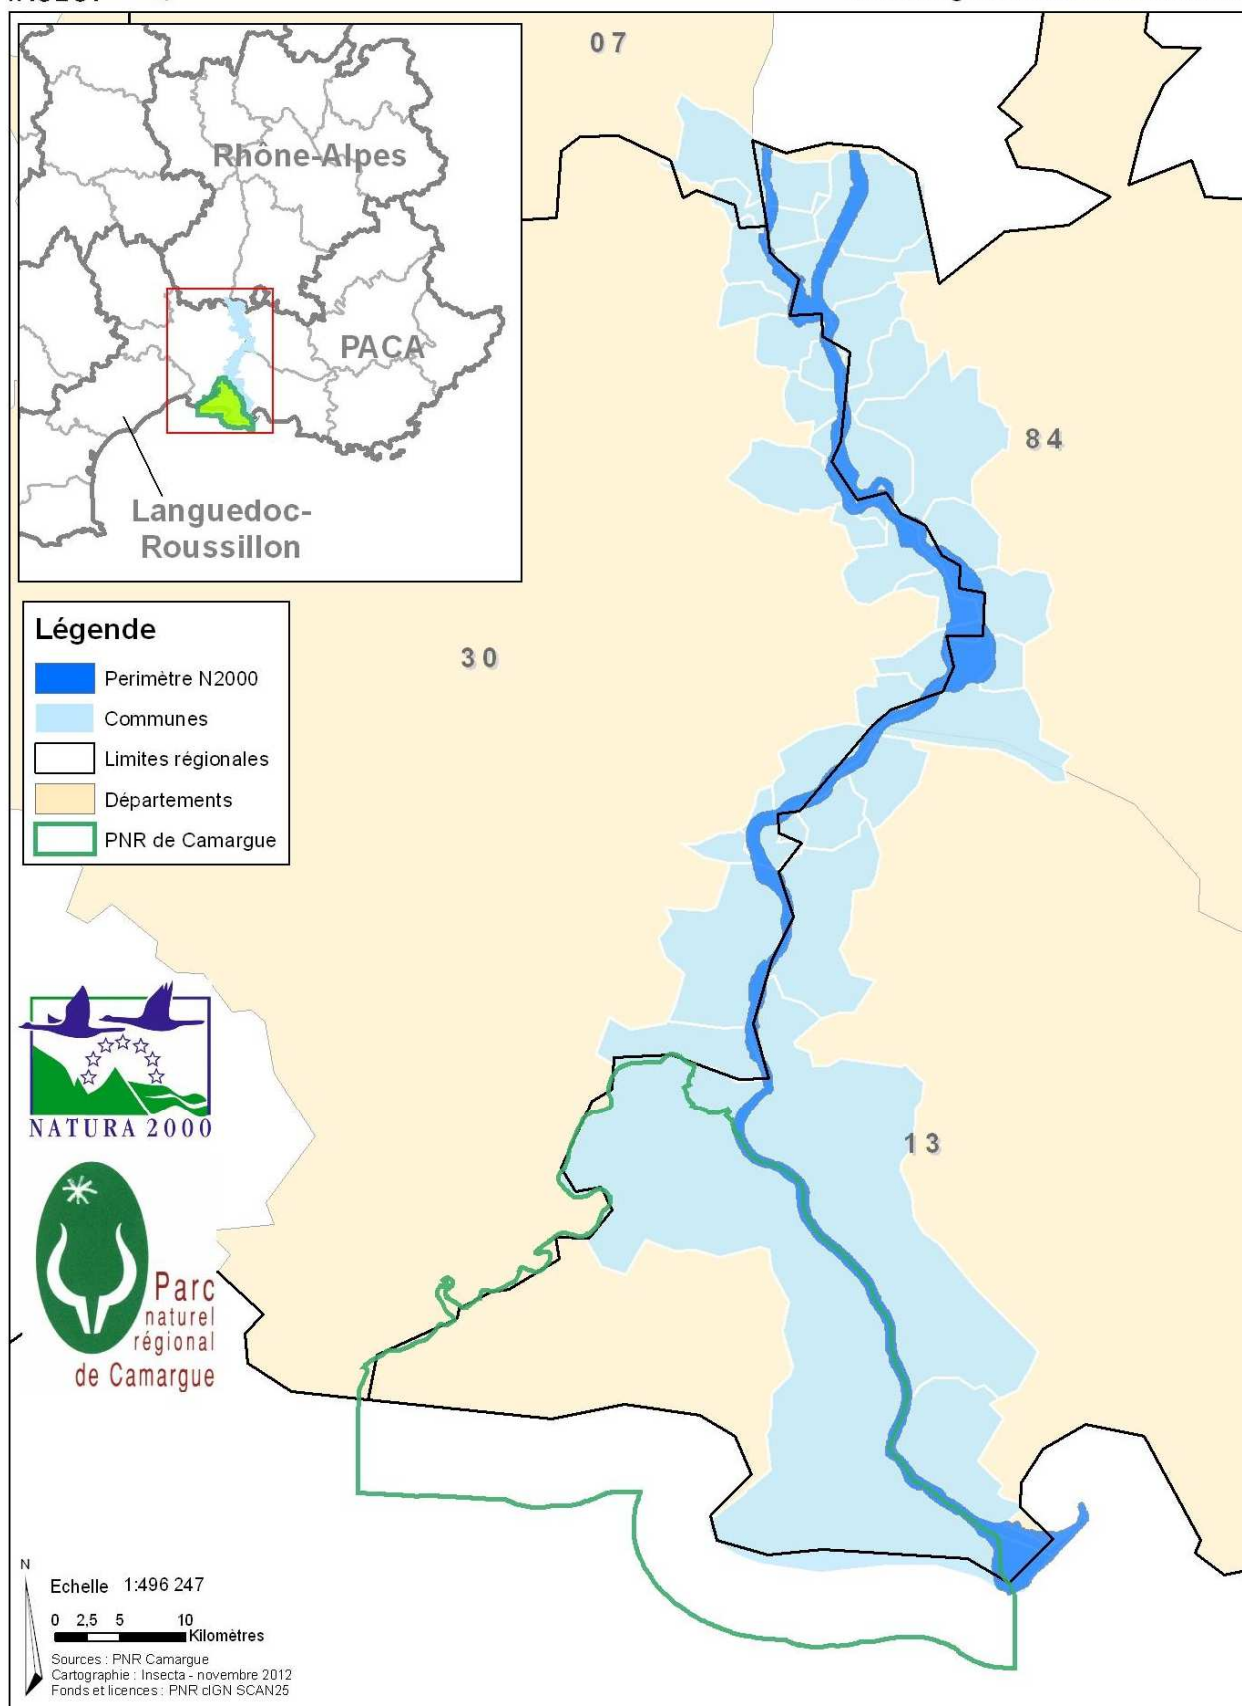 07
Rhône-Alpes
PACA
Languedoc-
Roussillon
84
30
13
Légende
Perimètre N2000
Communes
Limites régionales
Départements
PNR de Camargue
NATURA 2000
Parc
naturel
régional
de Camargue
N
Echelle 1:496 247
0 2,5 5 10
Kilomètres
Sources : PNR Camargue
Cartographie : Insecta - novembre 2012
Fonds et licences : PNR cIGN SCAN25